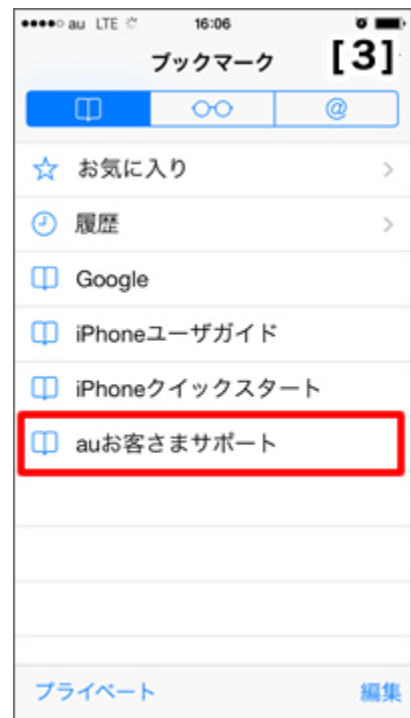 au LTE 16:06
ブックマーク [3]
@
お気に入り
履歴
Google
iPhoneユーザガイド
iPhoneクイックスタート
auお客さまサポート
プライベート 編集